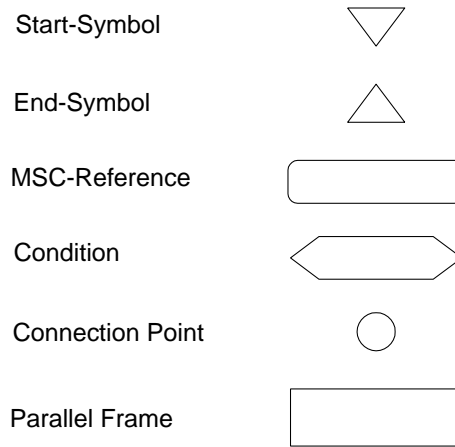 Start-Symbol
End-Symbol
MSC-Reference
Condition
Connection Point
Parallel Frame